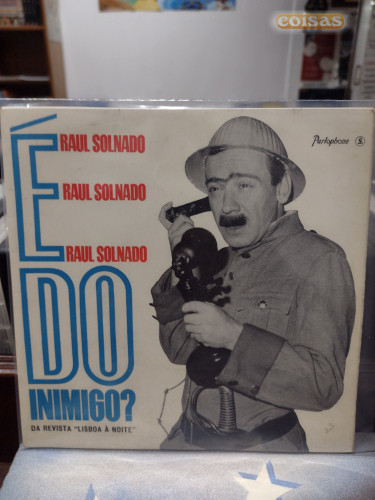 coisas
É
RAUL SOLNADO
RAUL SOLNADO
RAUL SOLNADO
Parlophone
DO
INIMIGO?
DA REVISTA "LISBOA À NOITE"